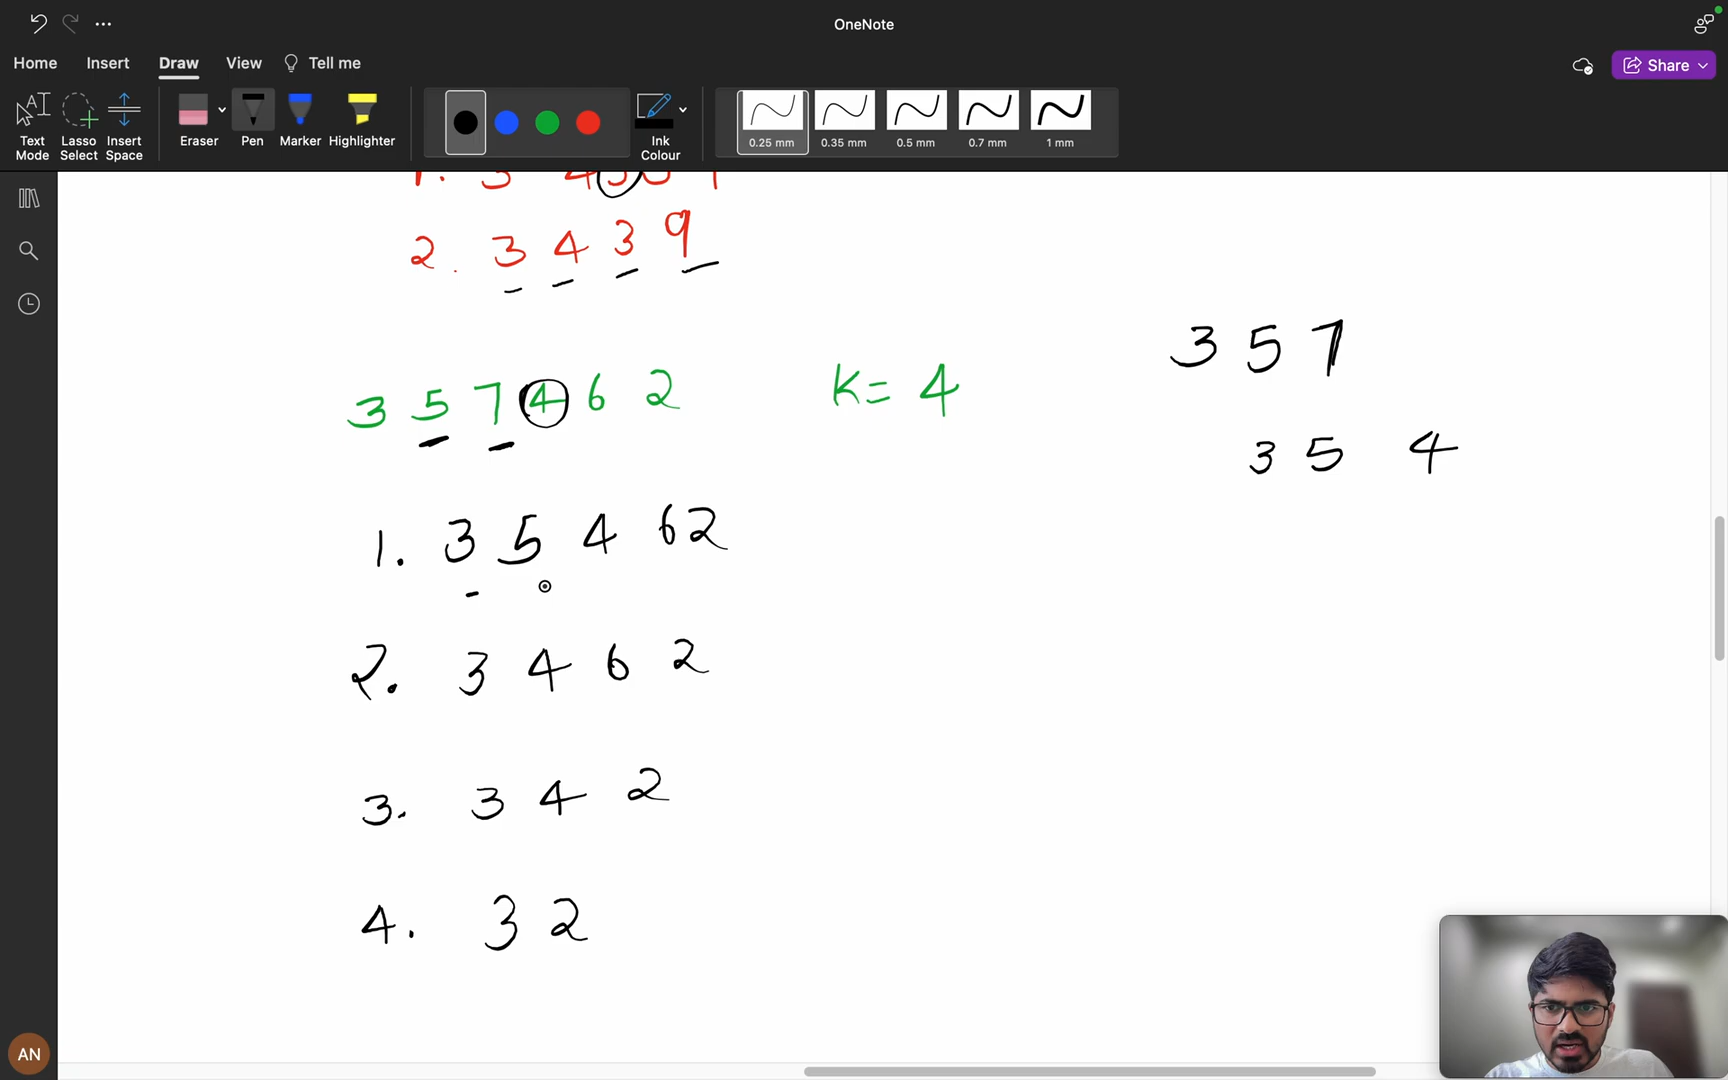 OneNote
Home Insert Draw View Tell me
Share
Text Mode
Lasso Select
Insert Space
Eraser
Pen
Marker
Highlighter
Ink Colour
0.25 mm
0.35 mm
0.5 mm
0.7 mm
1 mm
2. 3 4 3 9
3 5 7 4 6 2 K = 4
3 5 7
3 5 4
1. 3 5 4 6 2
2. 3 4 6 2
3. 3 4 2
4. 3 2
AN